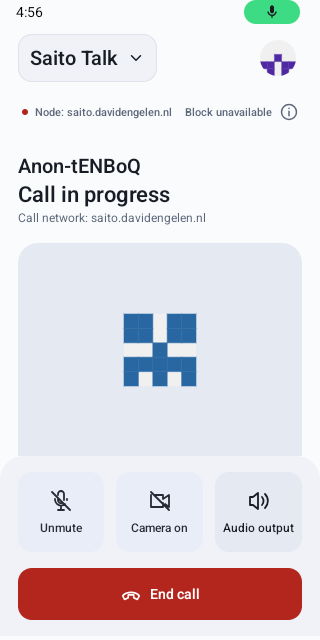 4:56
Saito Talk
Node: saito.davidengelen.nl Block unavailable
Anon-tENBoQ
Call in progress
Call network: saito.davidengelen.nl
Unmute Camera on Audio output
End call